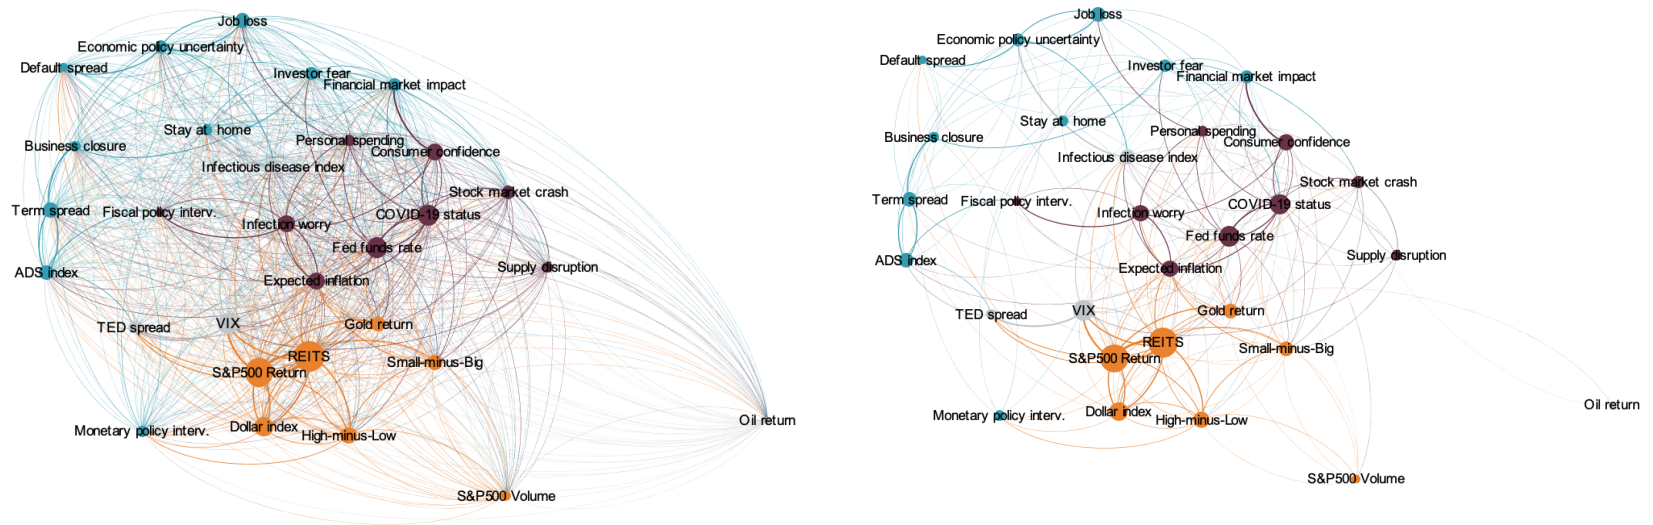 Job loss
Economic policy uncertainty
Default spread
Investor fear
Financial market impact
Stay at home
Business closure
Personal spending
Consumer confidence
Infectious disease index
Stock market crash
Term spread
Fiscal policy interv.
Infection worry
COVID-19 status
Fed funds rate
ADS index
Expected inflation
Supply disruption
TED spread
VIX
Gold return
REITS
S&P500 Return
Small-minus-Big
Monetary policy interv.
Dollar index
High-minus-Low
Oil return
S&P500 Volume
Job loss
Economic policy uncertainty
Default spread
Investor fear
Financial market impact
Stay at home
Business closure
Personal spending
Consumer confidence
Infectious disease index
Stock market crash
Term spread
Fiscal policy interv.
Infection worry
COVID-19 status
Fed funds rate
ADS index
Expected inflation
Supply disruption
TED spread
VIX
Gold return
REITS
S&P500 Return
Small-minus-Big
Monetary policy interv.
Dollar index
High-minus-Low
Oil return
S&P500 Volume